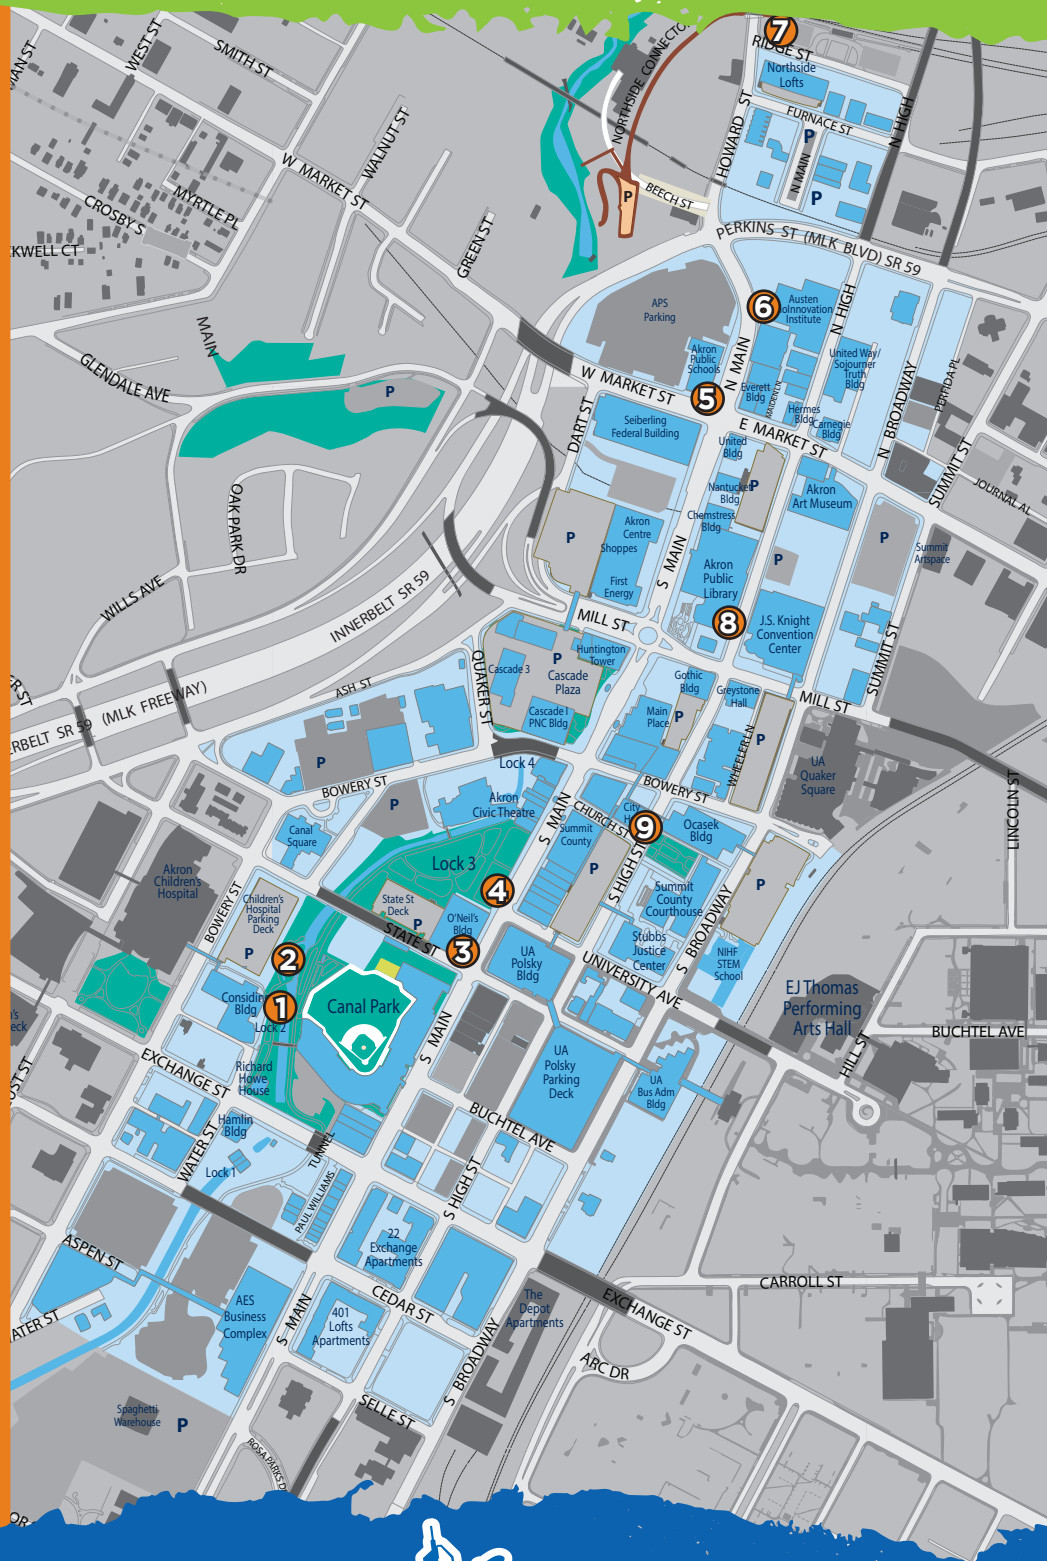 7
RIDGE ST
Northside
Lofts
WEST ST
SMITH ST
NORTHSIDE
HOWARD ST
FURNACE ST
P
N MAIN
N HIGH
P
WALNUT ST
W MARKET ST
MYRTLE PL
CROSBY S
P
BEECH ST
PERKINS ST (MLK BLVD) SR 59
GREEN ST
APS
Parking
6
Austen
Institute
N HIGH
MAIN
GLENDALE AVE
P
Akron
Public
Schools
N MAIN
United Way/
Sojourner
Truth
Bldg
N BROADWAY
PERFIDA PL
W MARKET ST
5
Everett
Bldg
MAIDEN LN
Hermes
Bldg
Carnegie
Bldg
DART ST
Seiberling
Federal Building
E MARKET ST
United
Bldg
SUMMIT ST
JOURNAL AL
OAK PARK DR
Nantucket
Bldg
P
Akron
Art Museum
Chemstress
Bldg
P
Akron
Centre
Shoppes
P
P
Summit
Artspace
First
Energy
S MAIN
Akron
Public
Library
WILLS AVE
INNERBELT SR 59
MILL ST
8
J.S. Knight
Convention
Center
SUMMIT ST
QUAKER ST
Cascade 3
P
Cascade
Plaza
Huntington
Tower
Gothic
Bldg
Greystone
Hall
MILL ST
ASH ST
Cascade I
PNC Bldg
Main
Place
P
WHEELER LN
P
(MLK FREEWAY)
P
BOWERY ST
Lock 4
UA
Quaker
Square
LINCOLN ST
P
Akron
Civic Theatre
S MAIN
BOWERY ST
CHURCH ST
City
9
Ocasek
Bldg
Canal
Square
Summit
County
P
S HIGH ST
Lock 3
Akron
Children's
Hospital
4
P
Summit
County
Courthouse
S BROADWAY
BOWERY ST
Children's
Hospital
Parking
Deck
P
State St
Deck
P
O'Neil's
Bldg
STATE ST
3
UA
Polsky
Bldg
Stubbs
Justice
Center
NIHF
STEM
School
2
UNIVERSITY AVE
1
Bldg
Lock 2
Canal Park
EJ Thomas
Performing
Arts Hall
BUCHTEL AVE
S MAIN
HILL ST
EXCHANGE ST
Richard
Howe
House
UA
Polsky
Parking
Deck
UA
Bus Adm
Bldg
Hamlin
Bldg
BUCHTEL AVE
TUNNEL
WATER ST
Lock 1
PAUL WILLIAMS
S HIGH ST
22
Exchange
Apartments
ASPEN ST
CARROLL ST
AES
Business
Complex
S MAIN
401
Lofts
Apartments
CEDAR ST
The
Depot
Apartments
EXCHANGE ST
S BROADWAY
ARC DR
SELLE ST
Spaghetti
Warehouse
P